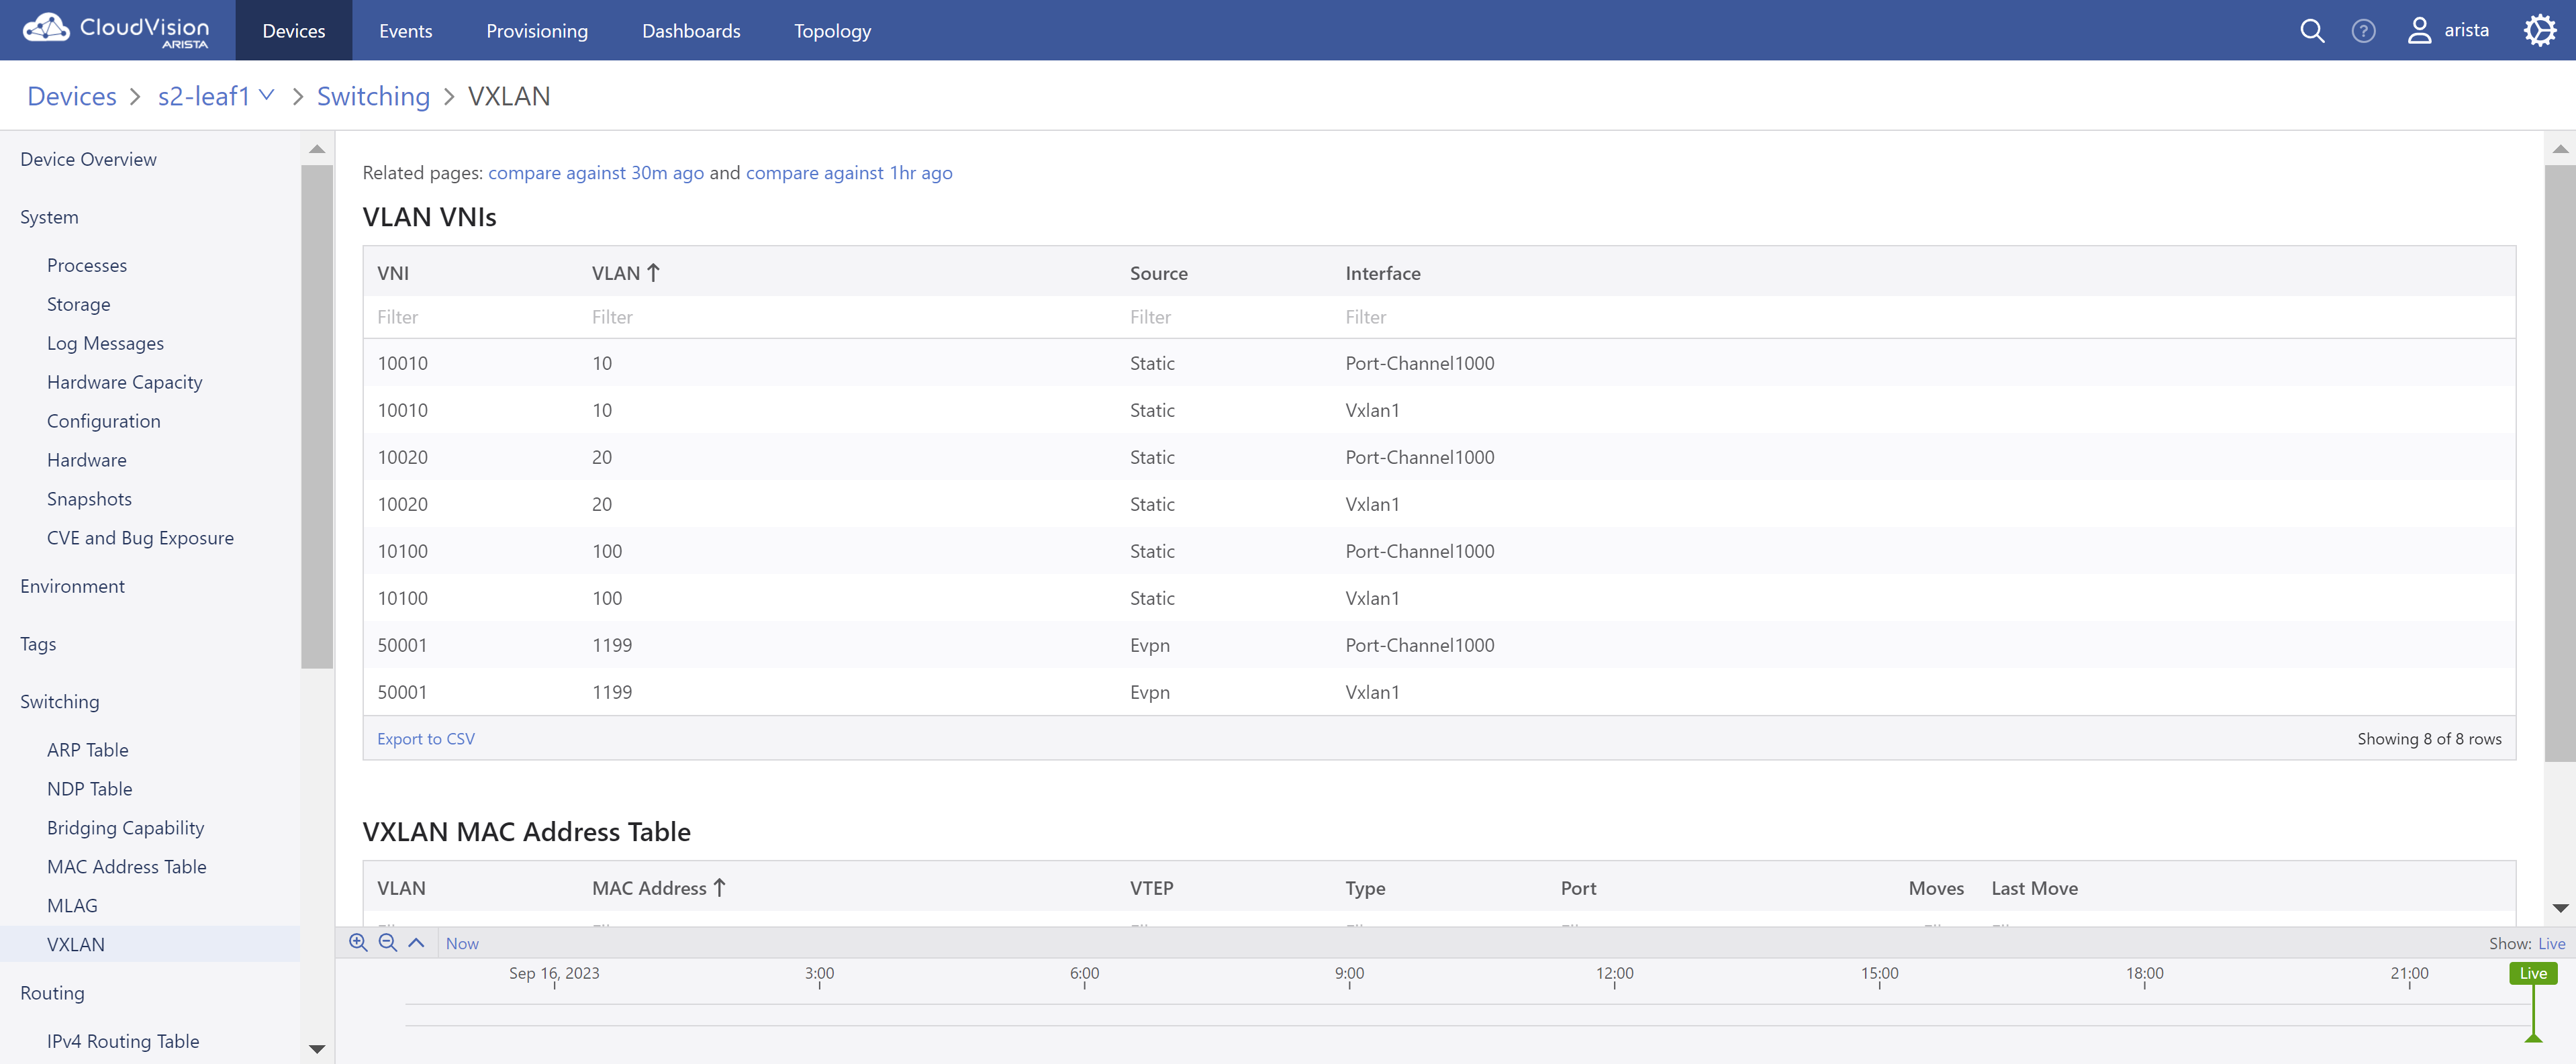 CloudVision
ARISTA
Devices Events Provisioning Dashboards Topology
? arista
Devices > s2-leaf1 > Switching > VXLAN
Device Overview
System
Processes
Storage
Log Messages
Hardware Capacity
Configuration
Hardware
Snapshots
CVE and Bug Exposure
Environment
Tags
Switching
ARP Table
NDP Table
Bridging Capability
MAC Address Table
MLAG
VXLAN
Routing
IPv4 Routing Table
Related pages: compare against 30m ago and compare against 1hr ago
VLAN VNIs
VNI VLAN ↑ Source Interface
Filter Filter Filter Filter
10010 10 Static Port-Channel1000
10010 10 Static Vxlan1
10020 20 Static Port-Channel1000
10020 20 Static Vxlan1
10100 100 Static Port-Channel1000
10100 100 Static Vxlan1
50001 1199 Evpn Port-Channel1000
50001 1199 Evpn Vxlan1
Export to CSV Showing 8 of 8 rows
VXLAN MAC Address Table
VLAN MAC Address ↑ VTEP Type Port Moves Last Move
Now Show: Live
Sep 16, 2023 3:00 6:00 9:00 12:00 15:00 18:00 21:00 Live